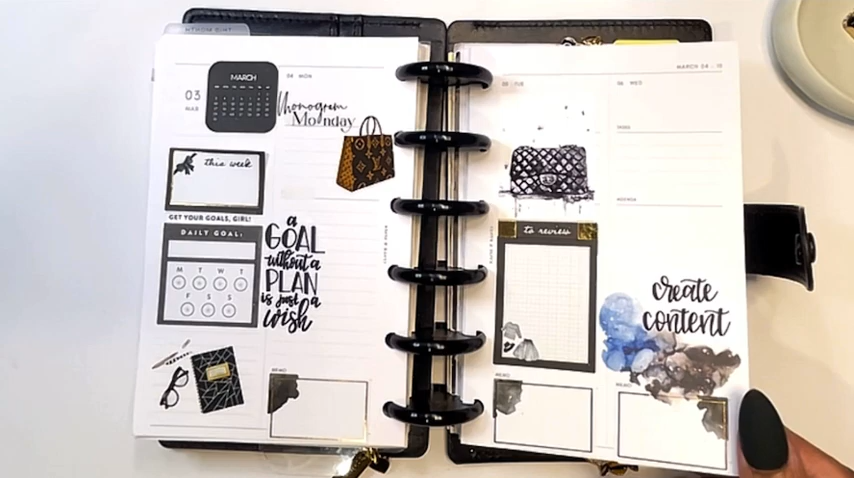 MARCH
03
MAR
04 MON
Monogram
Monday
this week
GET YOUR GOALS, GIRL!
DAILY GOAL:
M T W T
F S S
a
GOAL
without a
PLAN
is just a
wish
MEMO
MARCH 04 - 10
05 TUE
06 WED
AGENDA
to review
create
content
MEMO
MEMO